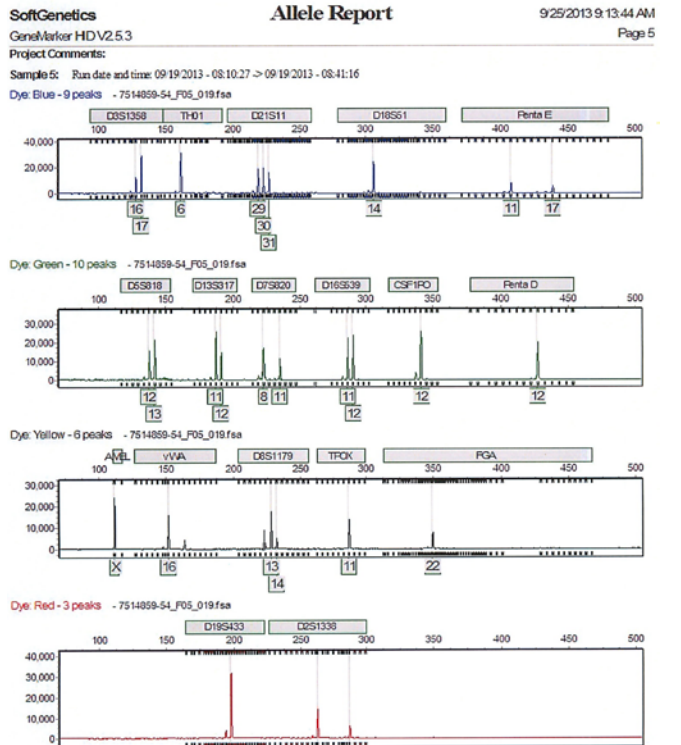 SoftGenetics Allele Report 9/25/2013 9:13:44 AM
GeneMarker HID V2.5.3 Page 5
Project Comments:
Sample 5: Run date and time: 09/19/2013 - 08:10:27 -> 09/19/2013 - 08:41:16
Dye: Blue - 9 peaks - 7514859-54_F05_019.fsa
D3S1358 TH01 D21S11 D18S51 Penta E
100 150 200 250 300 350 400 450 500
40,000
20,000
0
16 6 29 14 11 17
17 30
31
Dye: Green - 10 peaks - 7514859-54_F05_019.fsa
D5S818 D13S317 D7S820 D16S539 CSF1PO Penta D
100 150 200 250 300 350 400 450 500
30,000
20,000
10,000
0
12 11 8 11 11 12 12
13 12 12
Dye: Yellow - 6 peaks - 7514859-54_F05_019.fsa
AMEL vWA D8S1179 TPOX FGA
100 150 200 250 300 350 400 450 500
30,000
20,000
10,000
0
X 16 13 11 22
14
Dye: Red - 3 peaks - 7514859-54_F05_019.fsa
D19S433 D2S1338
100 150 200 250 300 350 400 450 500
40,000
30,000
20,000
10,000
0